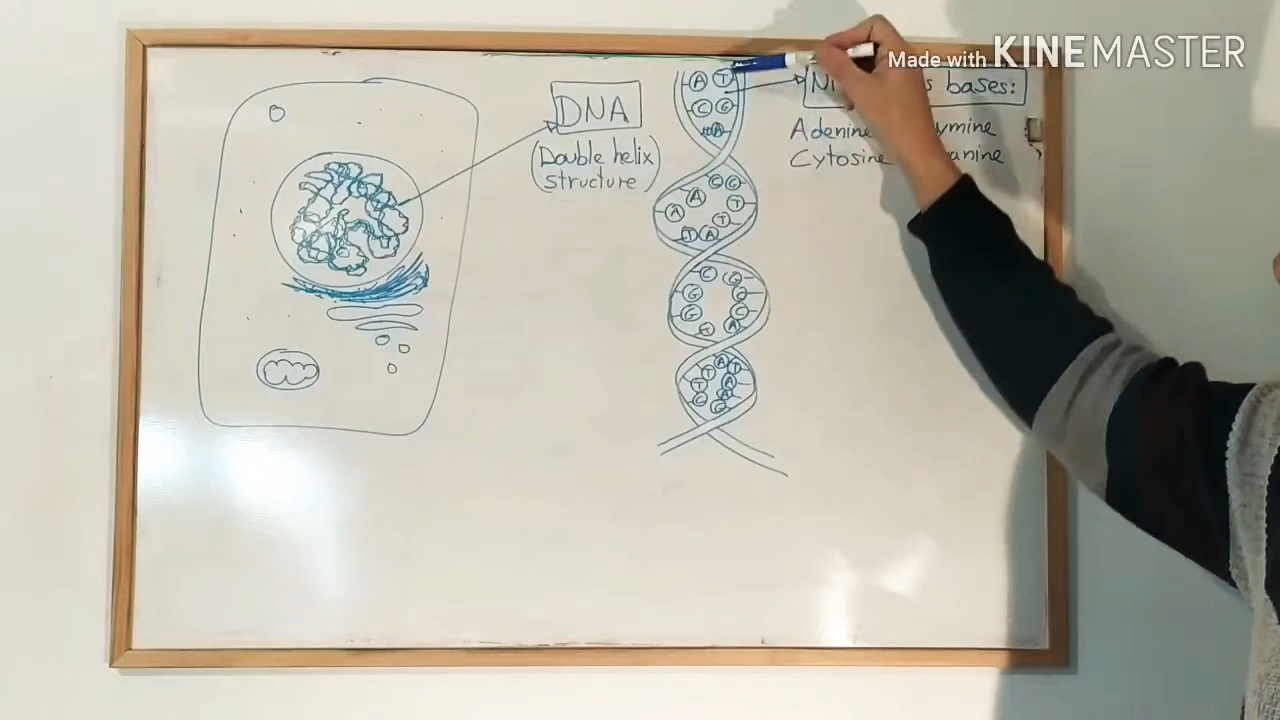 Made with KINEMASTER
DNA
(Double helix
structure)
bases:
Adenine
Cytosine
A T
C G
A
C G
A A T
T A T
C G
G G
G G
T A
A
T T
T A
C A
G